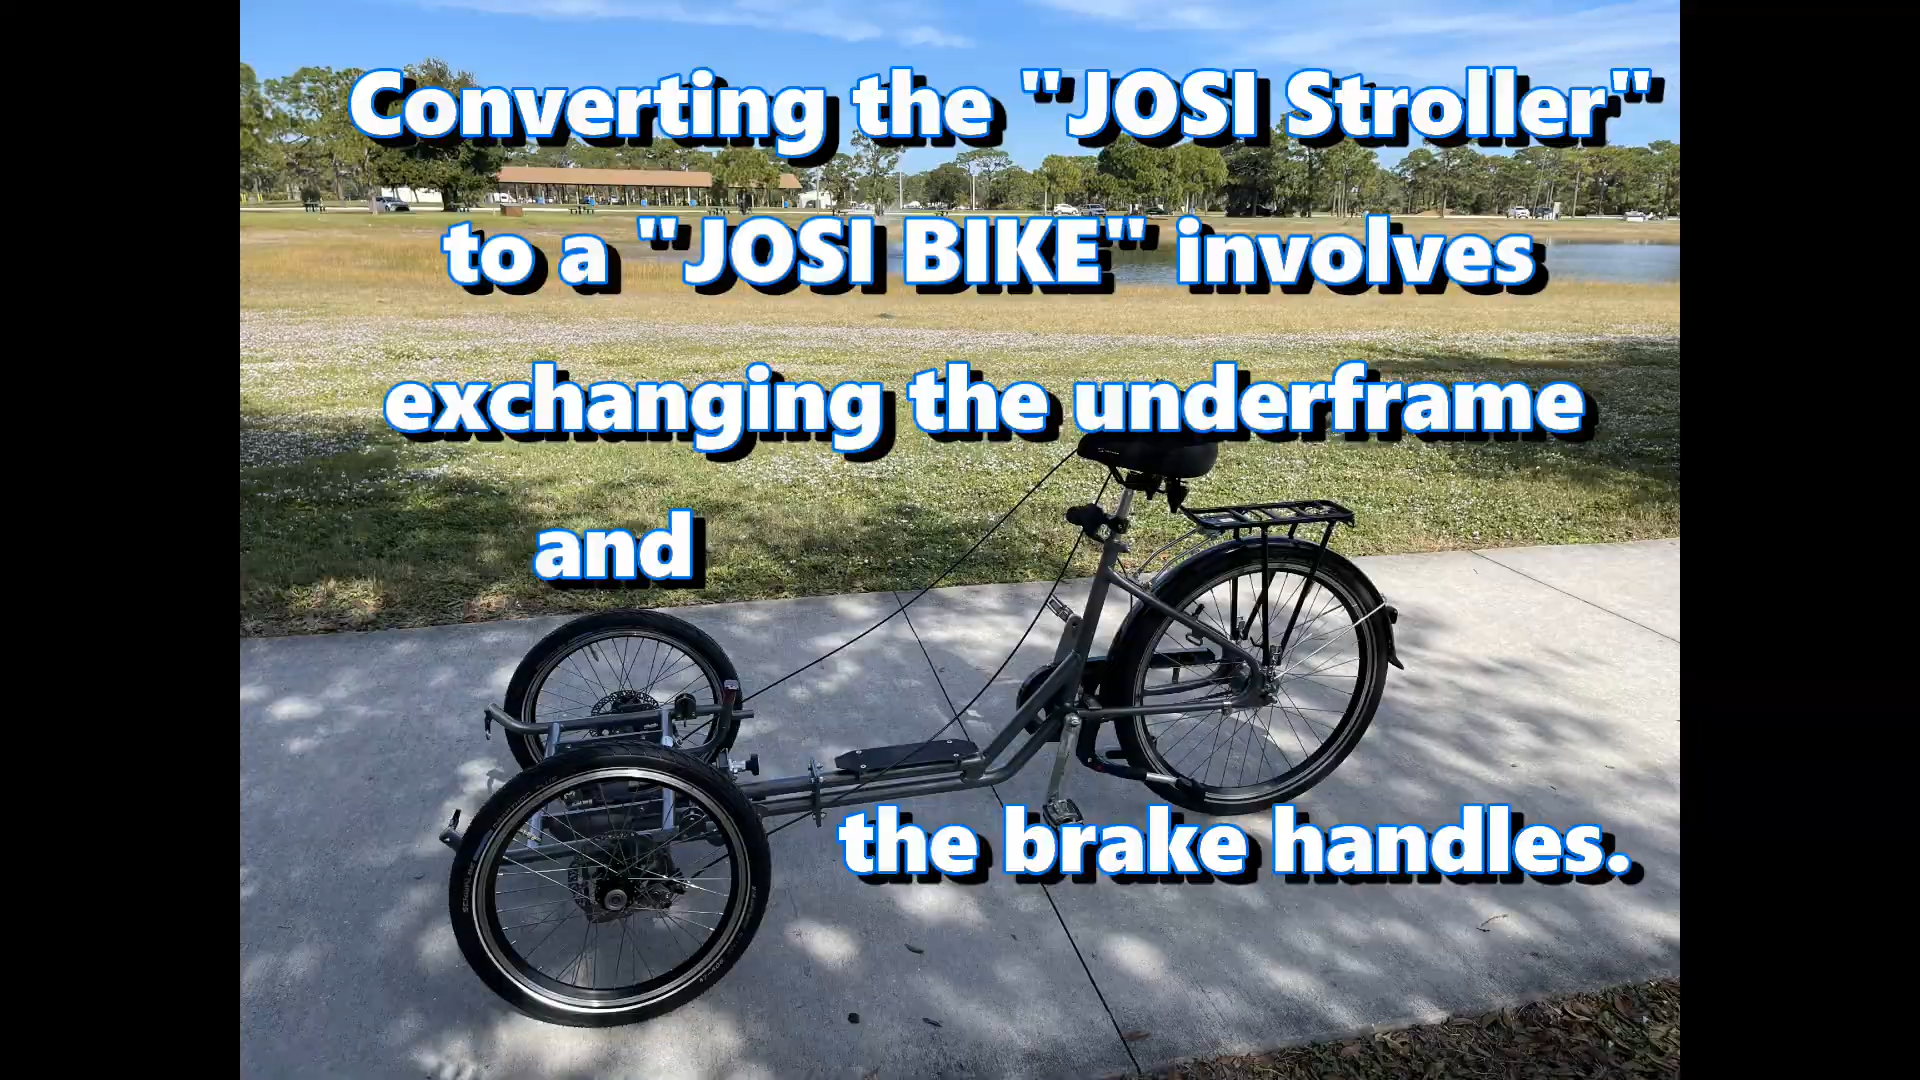 Converting the "JOSI Stroller"
to a "JOSI BIKE" involves
exchanging the underframe
and
the brake handles.